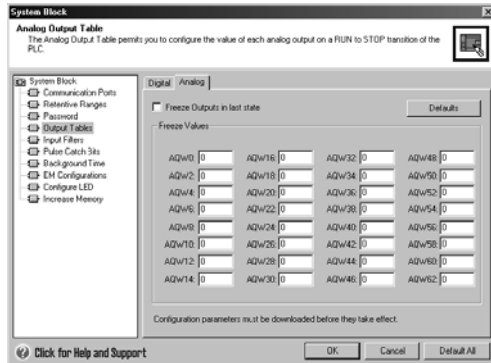 System Block
Analog Output Table
The Analog Output Table permits you to configure the value of each analog output on a RUN to STOP transition of the
PLC.
System Block
Communication Ports
Retentive Ranges
Password
Output Tables
Input Filters
Pulse Catch Bits
Background Time
EM Configurations
Configure LED
Increase Memory
Digital Analog
Freeze Outputs in last state
Defaults
Freeze Values
AQW0: 0 AQW16: 0 AQW32: 0 AQW48: 0
AQW2: 0 AQW18: 0 AQW34: 0 AQW50: 0
AQW4: 0 AQW20: 0 AQW36: 0 AQW52: 0
AQW6: 0 AQW22: 0 AQW38: 0 AQW54: 0
AQW8: 0 AQW24: 0 AQW40: 0 AQW56: 0
AQW10: 0 AQW26: 0 AQW42: 0 AQW58: 0
AQW12: 0 AQW28: 0 AQW44: 0 AQW60: 0
AQW14: 0 AQW30: 0 AQW46: 0 AQW62: 0
Configuration parameters must be downloaded before they take effect.
Click for Help and Support
OK Cancel Default All